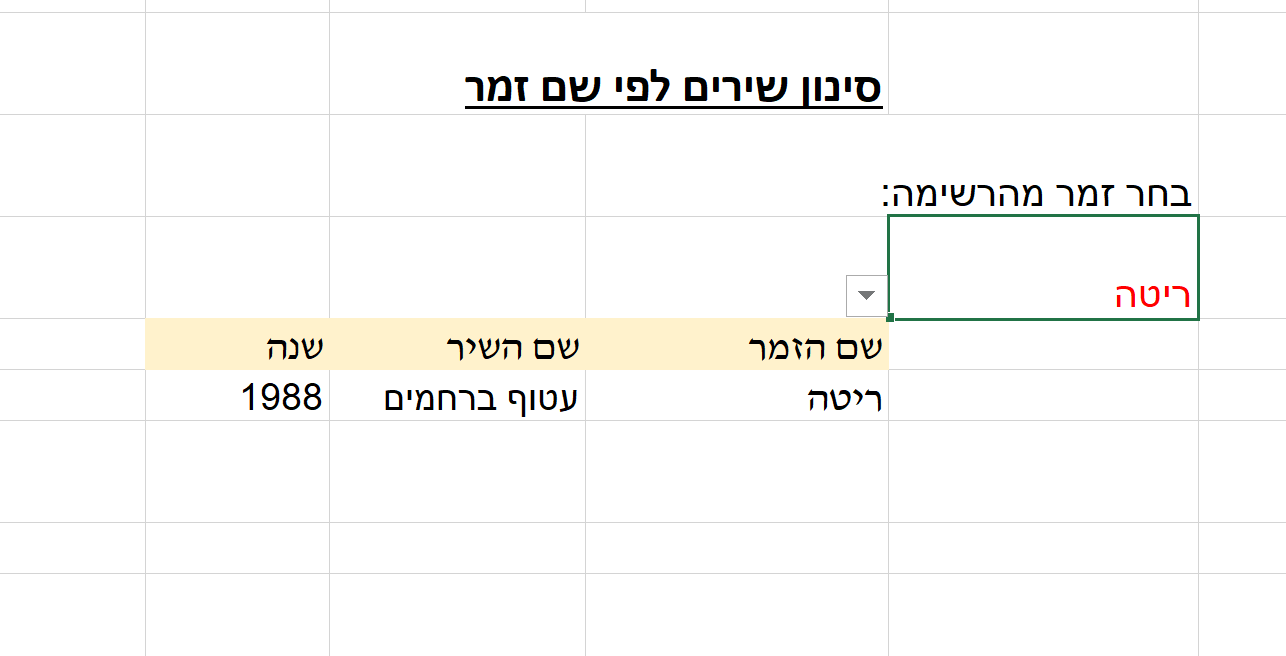 סינון שירים לפי שם זמר
בחר זמר מהרשימה:
ריטה
שם הזמר שם השיר שנה
ריטה עטוף ברחמים 1988